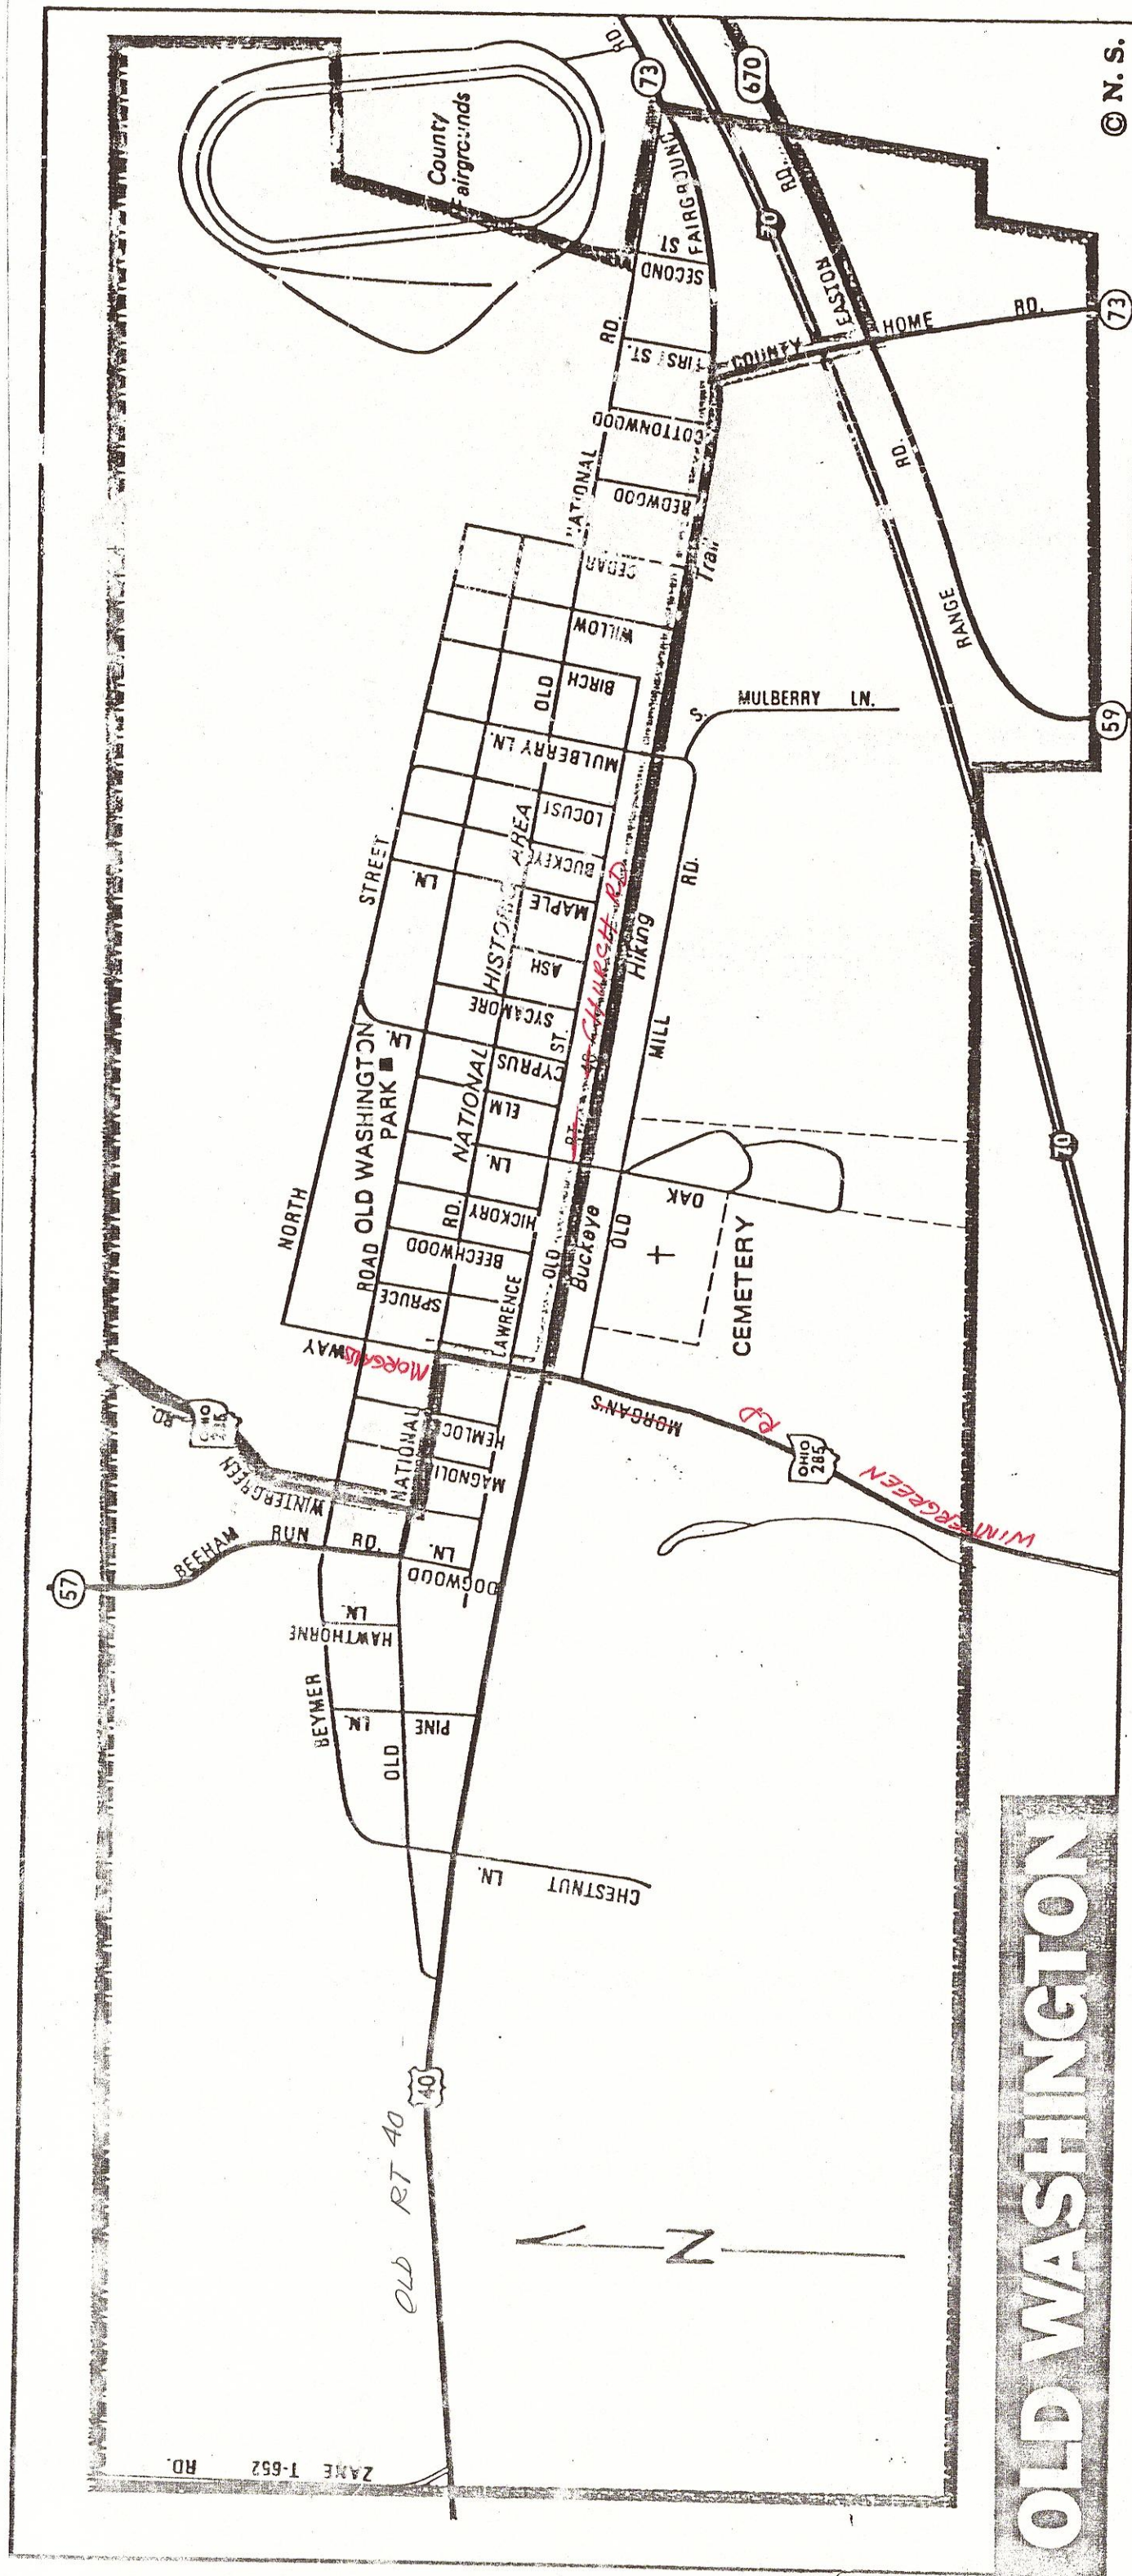 OLD WASHINGTON
© N. S.
ZANE T-652 RD.
OLD RT 40
40
57
BEEHAM RUN RD.
WINTERGREEN RD.
OHIO 285
BEYMER ROAD
HAWTHORNE LN.
PINE LN.
CHESTNUT LN.
DOGWOOD LN.
OLD NATIONAL RD.
NORTH STREET
MORGANS WAY
SPRUCE
BEECHWOOD
HICKORY LN.
ELM
CYPRUS LN.
SYCAMORE
ASH
MAPLE LN.
BUCKEYE
LOCUST
MULBERRY LN.
BIRCH
WILLOW
CEDAR
REDWOOD
COTTONWOOD
FIRST ST.
SECOND ST
OLD WASHINGTON PARK
NATIONAL HISTORIC AREA
OLD NATIONAL RD.
LAWRENCE ST.
OLD RT. 40
CHURCH RD
Buckeye Hiking Trail
OLD MILL RD.
OAK
CEMETERY
MORGAN'S
WINTERGREEN RD
OHIO 285
S. MULBERRY LN.
County Fairgrounds
FAIRGROUND RD
73
670
70
EASTON RD.
COUNTY HOME RD.
73
RANGE RD.
59
70
N